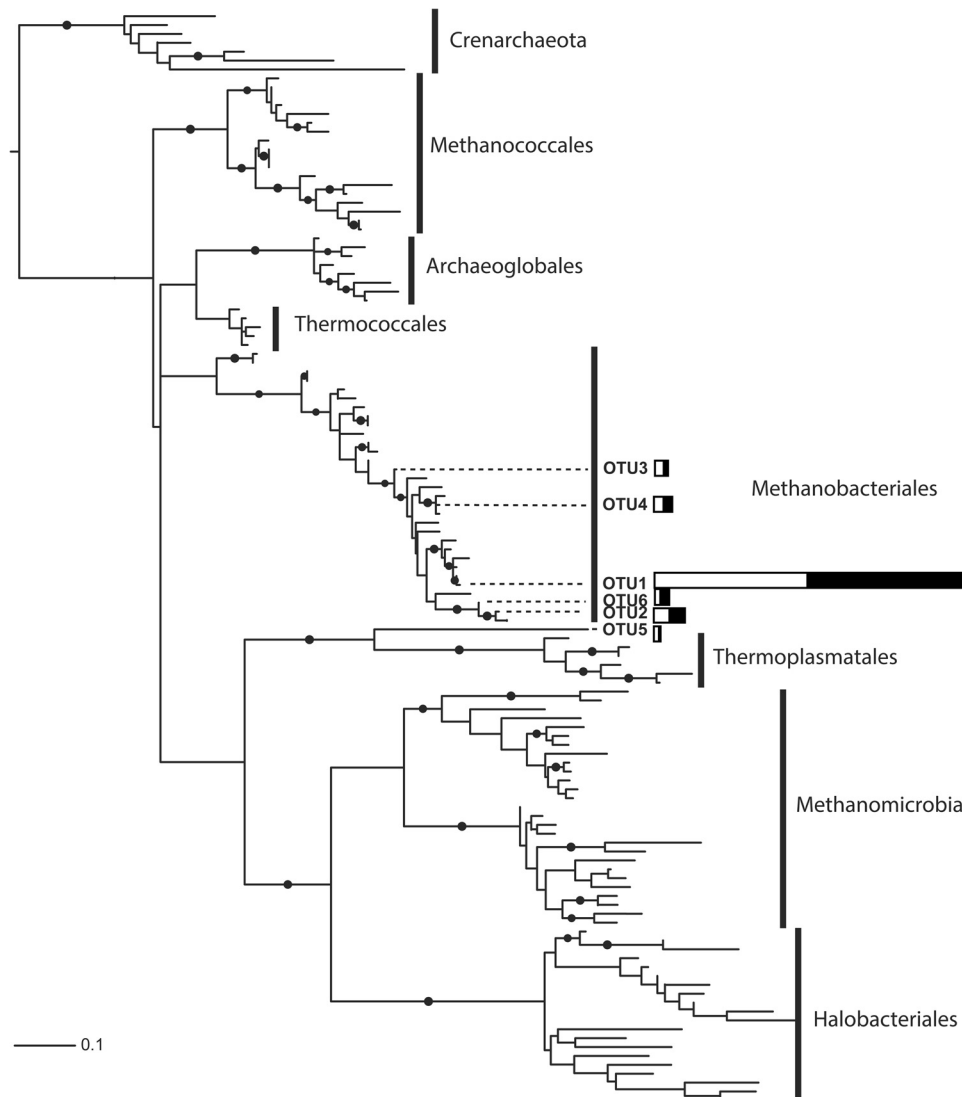 Crenarchaeota
Methanococcales
Archaeoglobales
Thermococcales
OTU3
Methanobacteriales
OTU4
OTU1
OTU6
OTU2
OTU5
Thermoplasmatales
Methanomicrobia
Halobacteriales
0.1